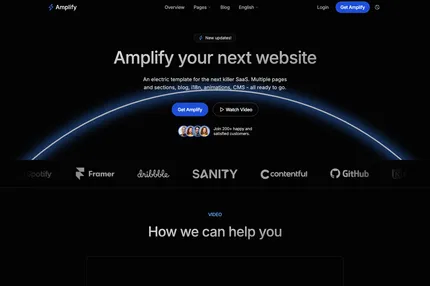 Amplify
Overview Pages Blog English Login Get Amplify
New updates!
Amplify your next website
An electric template for the next killer SaaS. Multiple pages
and sections, blog, i18n, animations, CMS - all ready to go.
Get Amplify Watch Video
Join 200+ happy and
satisfied customers.
Spotify Framer dribbble SANITY contentful GitHub
VIDEO
How we can help you